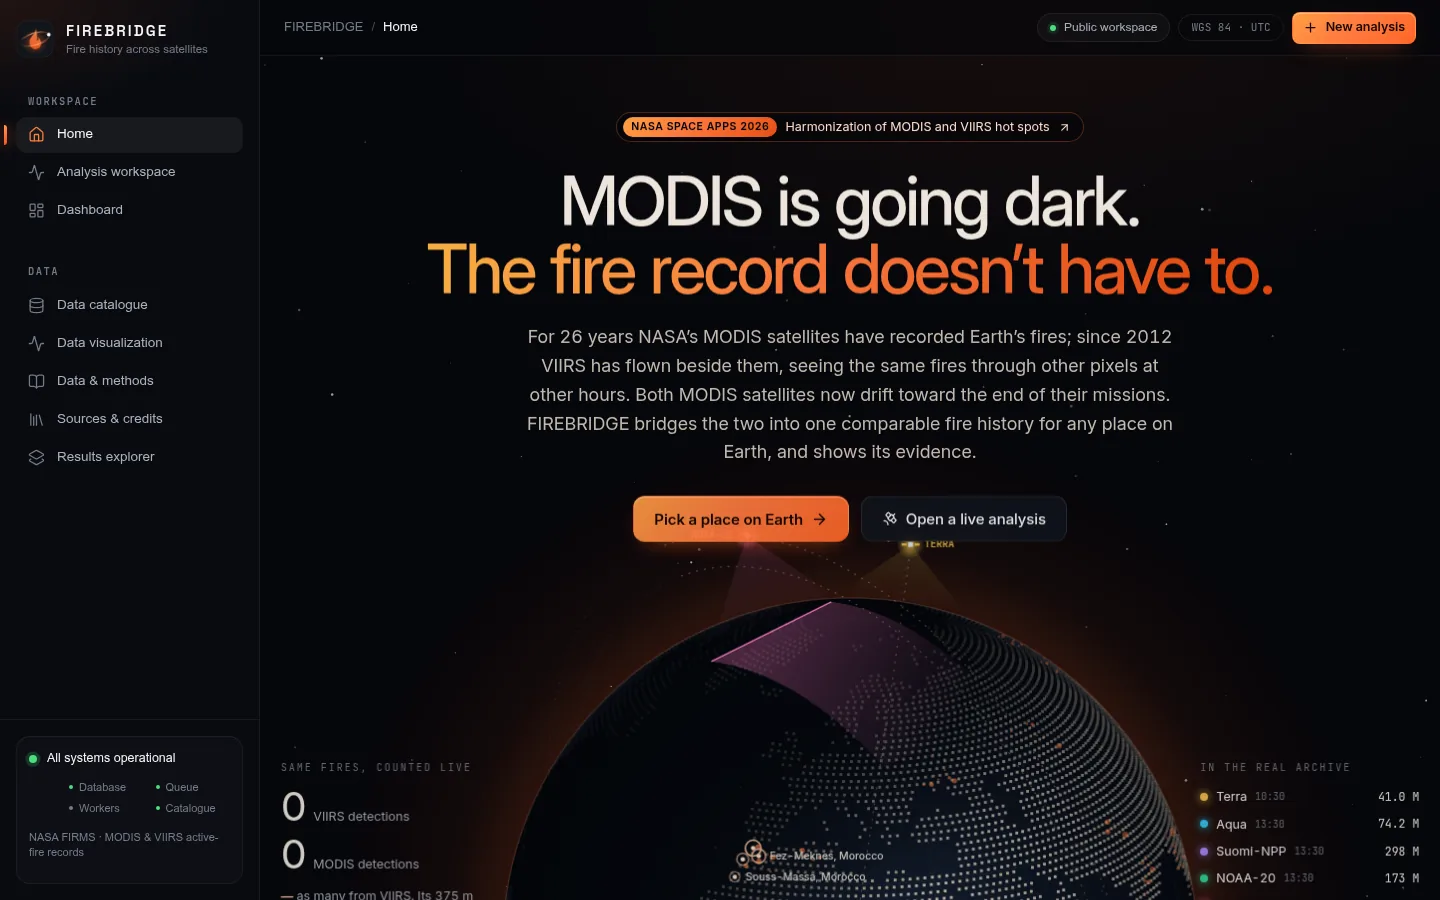 FIREBRIDGE
Fire history across satellites
WORKSPACE
Home
Analysis workspace
Dashboard
DATA
Data catalogue
Data visualization
Data & methods
Sources & credits
Results explorer
All systems operational
Database
Queue
Workers
Catalogue
NASA FIRMS · MODIS & VIIRS active-
fire records
FIREBRIDGE / Home
Public workspace
WGS 84 · UTC
New analysis
NASA SPACE APPS 2026 Harmonization of MODIS and VIIRS hot spots
MODIS is going dark.
The fire record doesn’t have to.
For 26 years NASA’s MODIS satellites have recorded Earth’s fires; since 2012
VIIRS has flown beside them, seeing the same fires through other pixels at
other hours. Both MODIS satellites now drift toward the end of their missions.
FIREBRIDGE bridges the two into one comparable fire history for any place on
Earth, and shows its evidence.
Pick a place on Earth
Open a live analysis
TERRA
SAME FIRES, COUNTED LIVE
0 VIIRS detections
0 MODIS detections
— as many from VIIRS. Its 375 m
Fez-Meknes, Morocco
Souss-Massa, Morocco
IN THE REAL ARCHIVE
Terra 10:30 41.0 M
Aqua 13:30 74.2 M
Suomi-NPP 13:30 298 M
NOAA-20 13:30 173 M